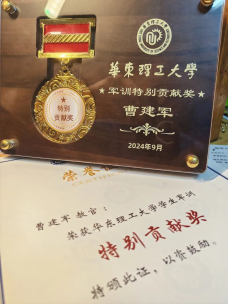 特别
贡献奖
華東理工大學
★军训特别贡献奖★
曹建军
2024年9月
荣誉
曹建军 教官：
荣获华东理工大学学生军训
特别贡献奖
特颁此证，以资鼓励。